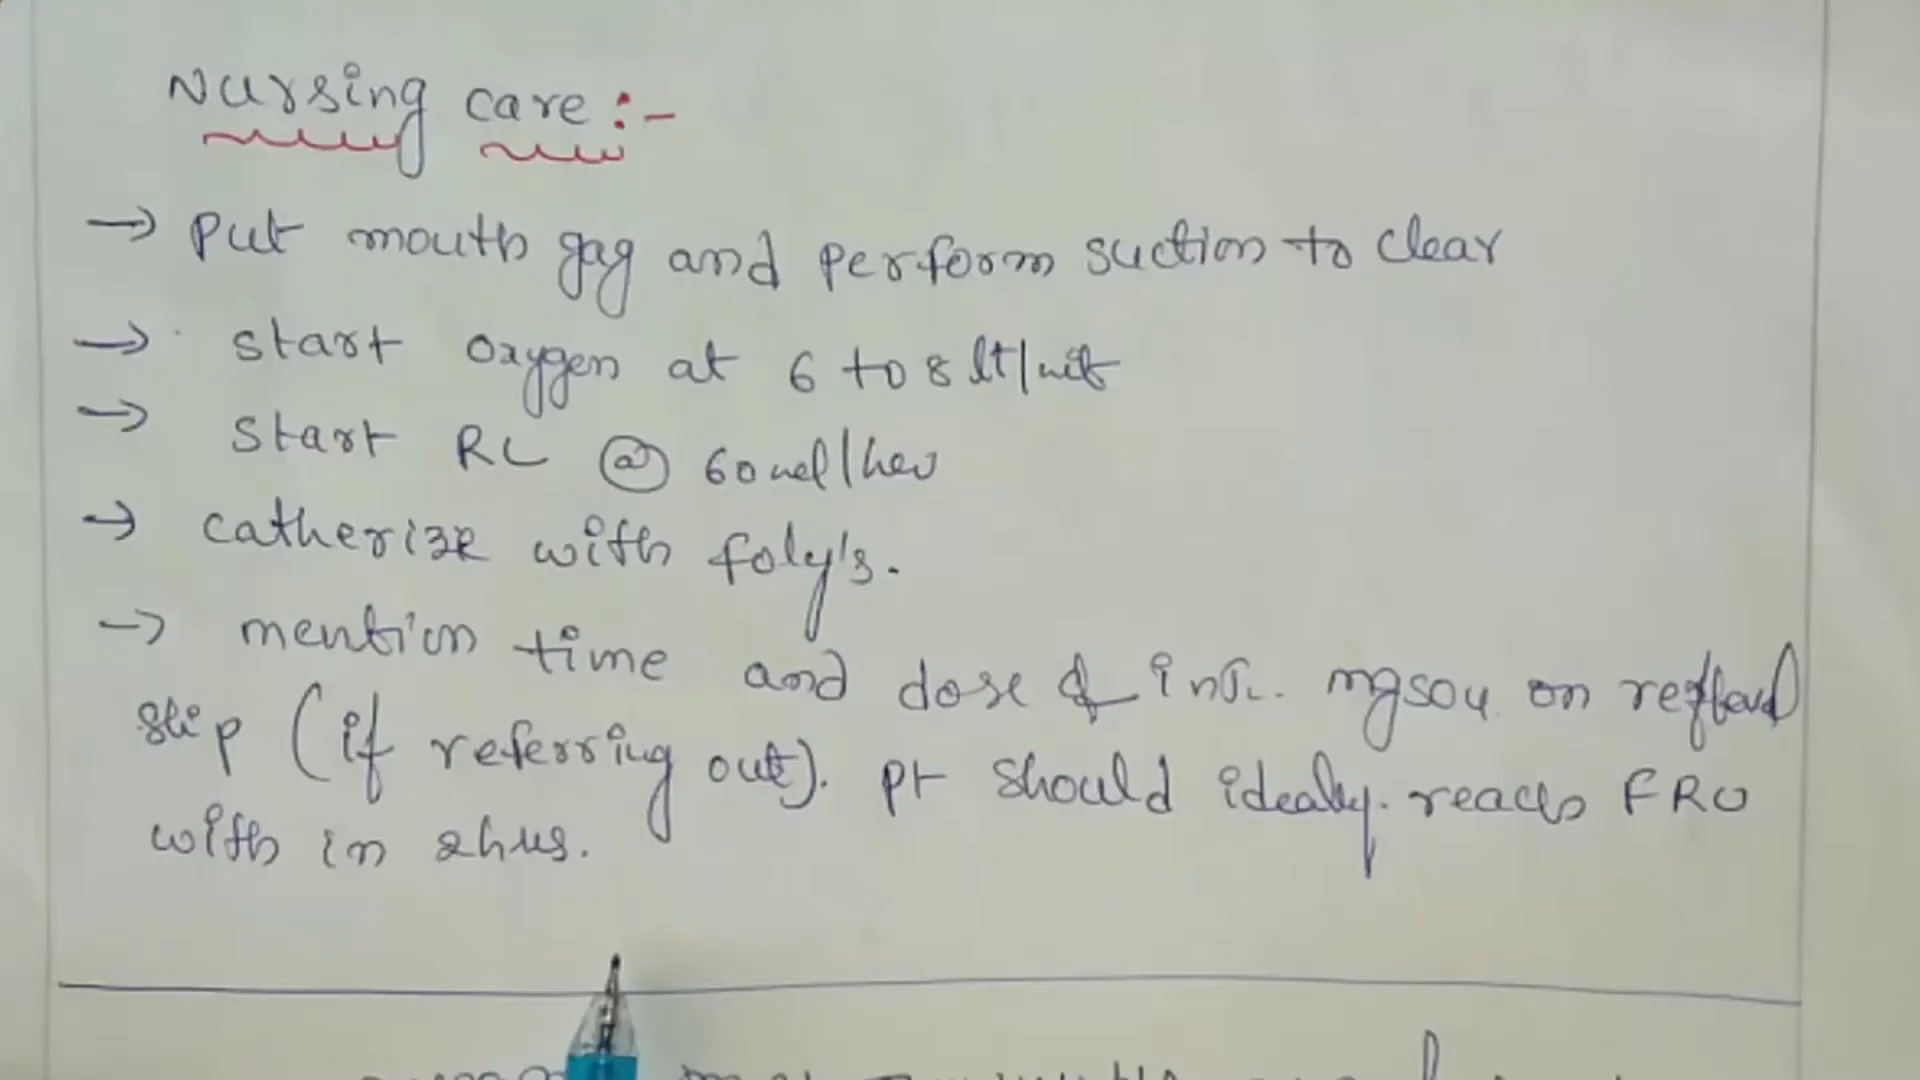 Nursing care :-
→ Put mouth gag and perform suction to clear
→ start oxygen at 6 to 8 lt/mit
→ start RL @ 60 ml/hr
→ catherize with foly's.
→ mention time and dose of inj. mgso4 on refferal
slip (if referring out). pt should idealy. reach FRU
with in 2hrs.